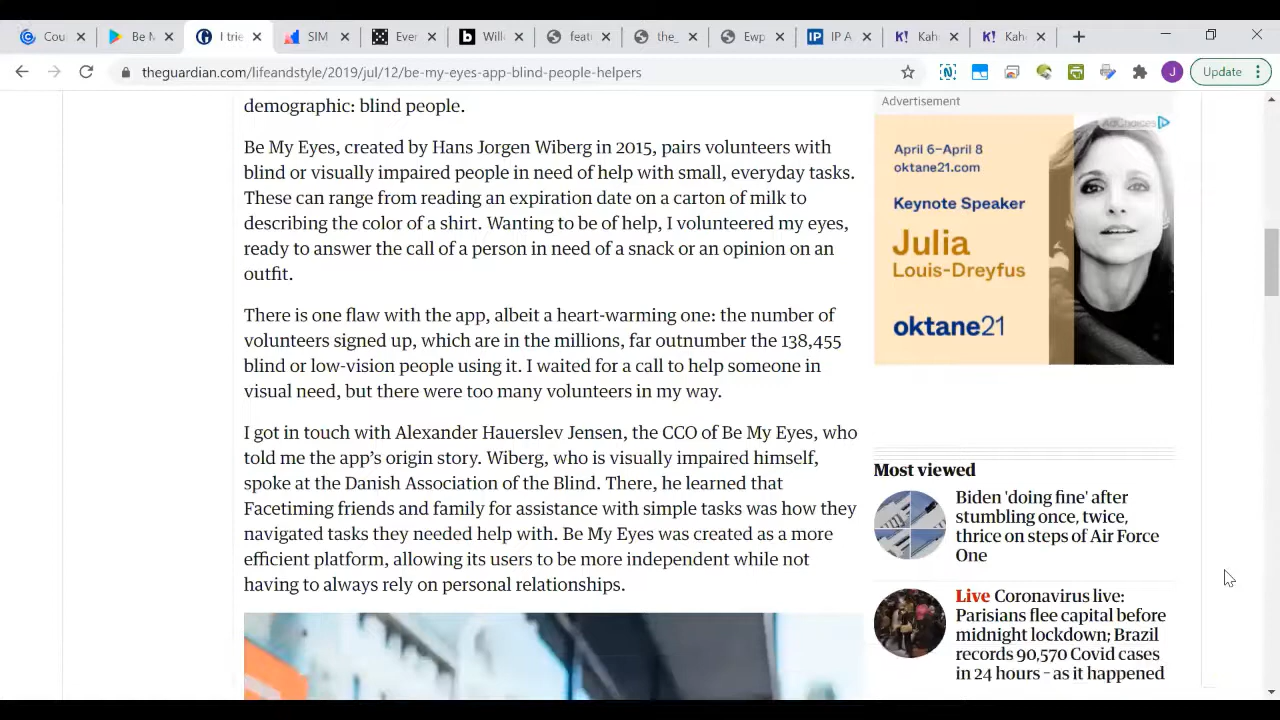 Cou
Be M
I trie
SIM
Ever
Wille
feati
the_
Ewp
IP A
Kah
Kah
theguardian.com/lifeandstyle/2019/jul/12/be-my-eyes-app-blind-people-helpers
J
Update
demographic: blind people.
Be My Eyes, created by Hans Jorgen Wiberg in 2015, pairs volunteers with
blind or visually impaired people in need of help with small, everyday tasks.
These can range from reading an expiration date on a carton of milk to
describing the color of a shirt. Wanting to be of help, I volunteered my eyes,
ready to answer the call of a person in need of a snack or an opinion on an
outfit.
There is one flaw with the app, albeit a heart-warming one: the number of
volunteers signed up, which are in the millions, far outnumber the 138,455
blind or low-vision people using it. I waited for a call to help someone in
visual need, but there were too many volunteers in my way.
I got in touch with Alexander Hauerslev Jensen, the CCO of Be My Eyes, who
told me the app's origin story. Wiberg, who is visually impaired himself,
spoke at the Danish Association of the Blind. There, he learned that
Facetiming friends and family for assistance with simple tasks was how they
navigated tasks they needed help with. Be My Eyes was created as a more
efficient platform, allowing its users to be more independent while not
having to always rely on personal relationships.
Advertisement
AdChoices
April 6–April 8
oktane21.com
Keynote Speaker
Julia
Louis-Dreyfus
oktane21
Most viewed
Biden 'doing fine' after
stumbling once, twice,
thrice on steps of Air Force
One
Live Coronavirus live:
Parisians flee capital before
midnight lockdown; Brazil
records 90,570 Covid cases
in 24 hours – as it happened